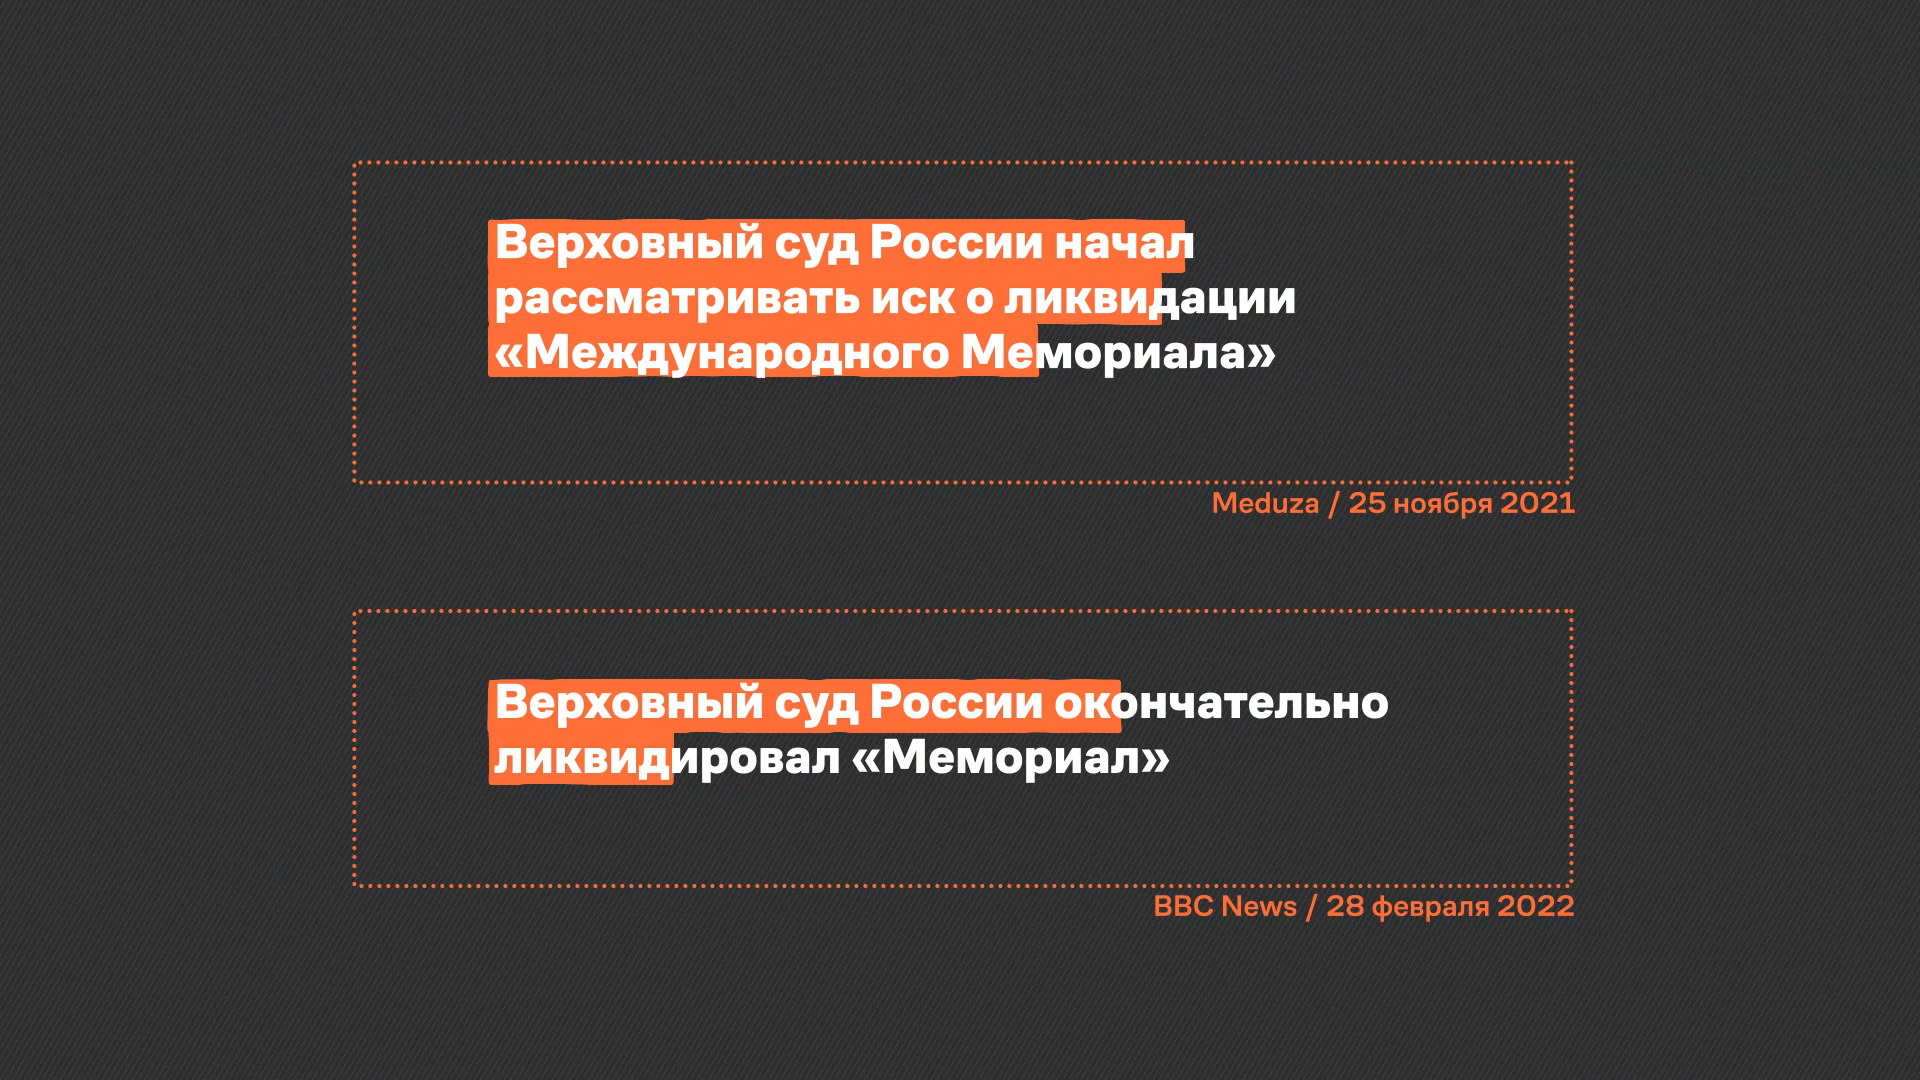 Верховный суд России начал
рассматривать иск о ликвидации
«Международного Мемориала»
Meduza / 25 ноября 2021
Верховный суд России окончательно
ликвидировал «Мемориал»
BBC News / 28 февраля 2022